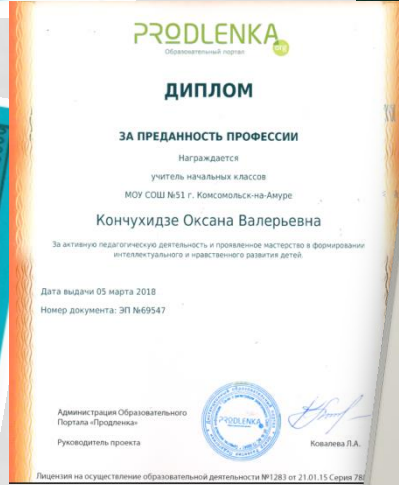 PRODLENKA
.org
Образовательный портал
ДИПЛОМ
ЗА ПРЕДАННОСТЬ ПРОФЕССИИ
Награждается
учитель начальных классов
МОУ СОШ №51 г. Комсомольск-на-Амуре
Кончухидзе Оксана Валерьевна
За активную педагогическую деятельность и проявленное мастерство в формировании
интеллектуального и нравственного развития детей.
Дата выдачи 05 марта 2018
Номер документа: ЭП №69547
Администрация Образовательного
Портала «Продленка»
PRODLENKA
Руководитель проекта
Ковалева Л.А.
Лицензия на осуществление образовательной деятельности №1283 от 21.01.15 Серия 78